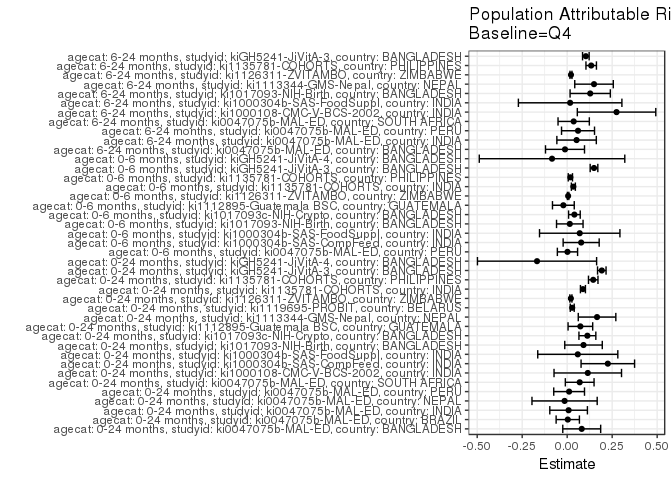 Population Attributable Ri
Baseline=Q4
agecat: 6-24 months, studyid: kiGH5241-JiVitA-3, country: BANGLADESH
agecat: 6-24 months, studyid: ki1135781-COHORTS, country: PHILIPPINES
agecat: 6-24 months, studyid: ki1126311-ZVITAMBO, country: ZIMBABWE
agecat: 6-24 months, studyid: ki1113344-GMS-Nepal, country: NEPAL
agecat: 6-24 months, studyid: ki1017093-NIH-Birth, country: BANGLADESH
agecat: 6-24 months, studyid: ki1000304b-SAS-FoodSuppl, country: INDIA
agecat: 6-24 months, studyid: ki1000108-CMC-V-BCS-2002, country: INDIA
agecat: 6-24 months, studyid: ki0047075b-MAL-ED, country: SOUTH AFRICA
agecat: 6-24 months, studyid: ki0047075b-MAL-ED, country: PERU
agecat: 6-24 months, studyid: ki0047075b-MAL-ED, country: INDIA
agecat: 6-24 months, studyid: ki0047075b-MAL-ED, country: BANGLADESH
agecat: 0-6 months, studyid: kiGH5241-JiVitA-4, country: BANGLADESH
agecat: 0-6 months, studyid: kiGH5241-JiVitA-3, country: BANGLADESH
agecat: 0-6 months, studyid: ki1135781-COHORTS, country: PHILIPPINES
agecat: 0-6 months, studyid: ki1135781-COHORTS, country: INDIA
agecat: 0-6 months, studyid: ki1126311-ZVITAMBO, country: ZIMBABWE
agecat: 0-6 months, studyid: ki1112895-Guatemala BSC, country: GUATEMALA
agecat: 0-6 months, studyid: ki1017093c-NIH-Crypto, country: BANGLADESH
agecat: 0-6 months, studyid: ki1017093-NIH-Birth, country: BANGLADESH
agecat: 0-6 months, studyid: ki1000304b-SAS-FoodSuppl, country: INDIA
agecat: 0-6 months, studyid: ki1000304b-SAS-CompFeed, country: INDIA
agecat: 0-6 months, studyid: ki0047075b-MAL-ED, country: PERU
agecat: 0-24 months, studyid: kiGH5241-JiVitA-4, country: BANGLADESH
agecat: 0-24 months, studyid: kiGH5241-JiVitA-3, country: BANGLADESH
agecat: 0-24 months, studyid: ki1135781-COHORTS, country: PHILIPPINES
agecat: 0-24 months, studyid: ki1135781-COHORTS, country: INDIA
agecat: 0-24 months, studyid: ki1126311-ZVITAMBO, country: ZIMBABWE
agecat: 0-24 months, studyid: ki1119695-PROBIT, country: BELARUS
agecat: 0-24 months, studyid: ki1113344-GMS-Nepal, country: NEPAL
agecat: 0-24 months, studyid: ki1112895-Guatemala BSC, country: GUATEMALA
agecat: 0-24 months, studyid: ki1017093c-NIH-Crypto, country: BANGLADESH
agecat: 0-24 months, studyid: ki1017093-NIH-Birth, country: BANGLADESH
agecat: 0-24 months, studyid: ki1000304b-SAS-FoodSuppl, country: INDIA
agecat: 0-24 months, studyid: ki1000304b-SAS-CompFeed, country: INDIA
agecat: 0-24 months, studyid: ki1000108-CMC-V-BCS-2002, country: INDIA
agecat: 0-24 months, studyid: ki0047075b-MAL-ED, country: SOUTH AFRICA
agecat: 0-24 months, studyid: ki0047075b-MAL-ED, country: PERU
agecat: 0-24 months, studyid: ki0047075b-MAL-ED, country: NEPAL
agecat: 0-24 months, studyid: ki0047075b-MAL-ED, country: INDIA
agecat: 0-24 months, studyid: ki0047075b-MAL-ED, country: BRAZIL
agecat: 0-24 months, studyid: ki0047075b-MAL-ED, country: BANGLADESH
-0.50 -0.25 0.00 0.25 0.50
Estimate